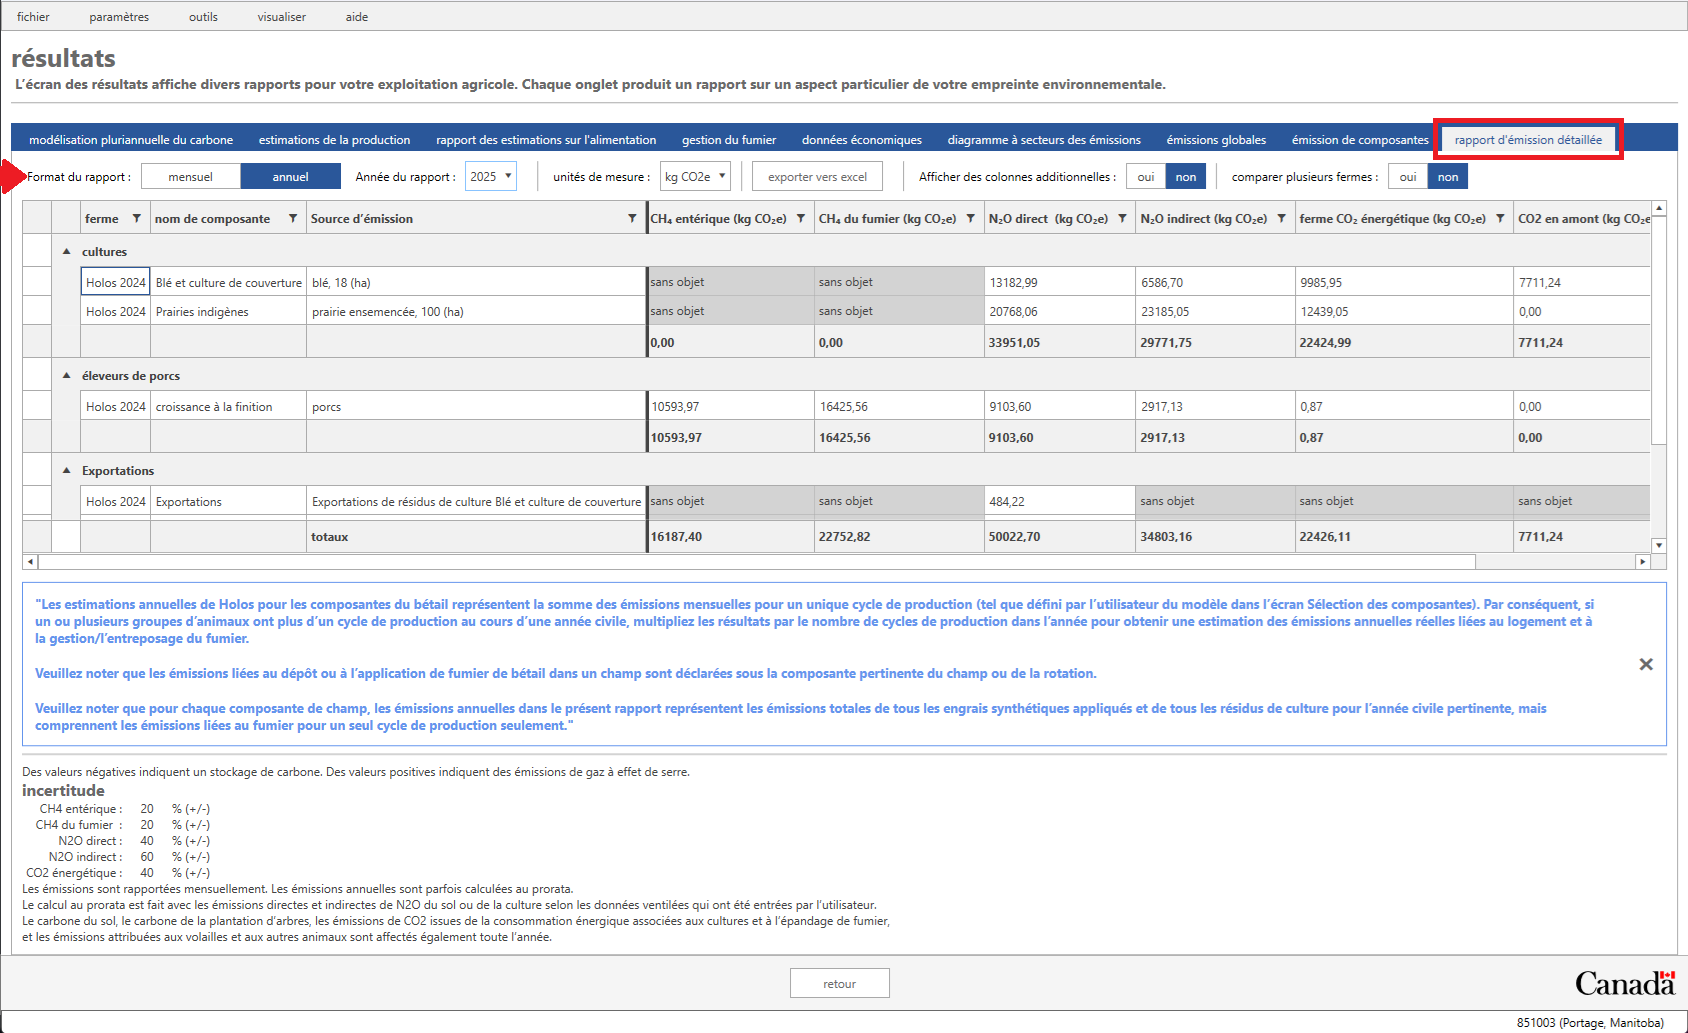 fichier paramètres outils visualiser aide
résultats
L'écran des résultats affiche divers rapports pour votre exploitation agricole. Chaque onglet produit un rapport sur un aspect particulier de votre empreinte environnementale.
modélisation pluriannuelle du carbone estimations de la production rapport des estimations sur l'alimentation gestion du fumier données économiques diagramme à secteurs des émissions émissions globales émission de composantes rapport d'émission détaillée
Format du rapport : mensuel annuel Année du rapport : 2025 unités de mesure : kg CO2e exporter vers excel Afficher des colonnes additionnelles : oui non comparer plusieurs fermes : oui non
ferme nom de composante Source d'émission CH₄ entérique (kg CO₂e) CH₄ du fumier (kg CO₂e) N₂O direct (kg CO₂e) N₂O indirect (kg CO₂e) ferme CO₂ énergétique (kg CO₂e) CO2 en amont (kg CO₂e
cultures
Holos 2024 Blé et culture de couverture blé, 18 (ha) sans objet sans objet 13182,99 6586,70 9985,95 7711,24
Holos 2024 Prairies indigènes prairie ensemencée, 100 (ha) sans objet sans objet 20768,06 23185,05 12439,05 0,00
0,00 0,00 33951,05 29771,75 22424,99 7711,24
éleveurs de porcs
Holos 2024 croissance à la finition porcs 10593,97 16425,56 9103,60 2917,13 0,87 0,00
10593,97 16425,56 9103,60 2917,13 0,87 0,00
Exportations
Holos 2024 Exportations Exportations de résidus de culture Blé et culture de couverture sans objet sans objet 484,22 sans objet sans objet sans objet
totaux 16187,40 22752,82 50022,70 34803,16 22426,11 7711,24
"Les estimations annuelles de Holos pour les composantes du bétail représentent la somme des émissions mensuelles pour un unique cycle de production (tel que défini par l'utilisateur du modèle dans l'écran Sélection des composantes). Par conséquent, si
un ou plusieurs groupes d'animaux ont plus d'un cycle de production au cours d'une année civile, multipliez les résultats par le nombre de cycles de production dans l'année pour obtenir une estimation des émissions annuelles réelles liées au logement et à
la gestion/l'entreposage du fumier.
Veuillez noter que les émissions liées au dépôt ou à l'application de fumier de bétail dans un champ sont déclarées sous la composante pertinente du champ ou de la rotation.
Veuillez noter que pour chaque composante de champ, les émissions annuelles dans le présent rapport représentent les émissions totales de tous les engrais synthétiques appliqués et de tous les résidus de culture pour l'année civile pertinente, mais
comprennent les émissions liées au fumier pour un seul cycle de production seulement."
Des valeurs négatives indiquent un stockage de carbone. Des valeurs positives indiquent des émissions de gaz à effet de serre.
incertitude
CH4 entérique : 20 % (+/-)
CH4 du fumier : 20 % (+/-)
N2O direct : 40 % (+/-)
N2O indirect : 60 % (+/-)
CO2 énergétique : 40 % (+/-)
Les émissions sont rapportées mensuellement. Les émissions annuelles sont parfois calculées au prorata.
Le calcul au prorata est fait avec les émissions directes et indirectes de N2O du sol ou de la culture selon les données ventilées qui ont été entrées par l'utilisateur.
Le carbone du sol, le carbone de la plantation d'arbres, les émissions de CO2 issues de la consommation énergique associées aux cultures et à l'épandage de fumier,
et les émissions attribuées aux volailles et aux autres animaux sont affectés également toute l'année.
retour
Canada
851003 (Portage, Manitoba)